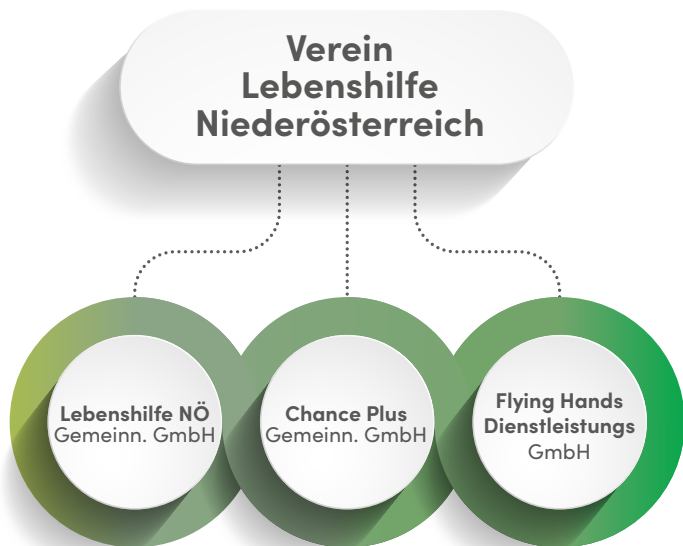 Verein
Lebenshilfe
Niederösterreich
Lebenshilfe NÖ
Gemeinn. GmbH
Chance Plus
Gemeinn. GmbH
Flying Hands
Dienstleistungs
GmbH